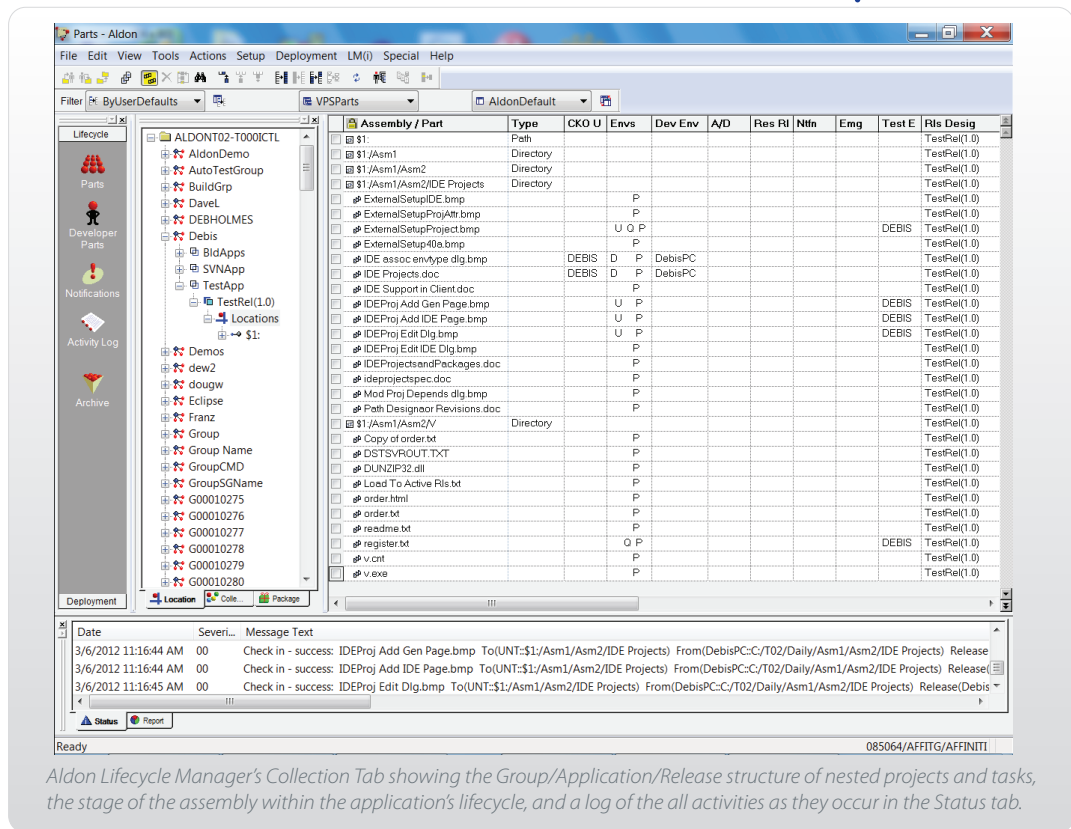 Parts - Aldon
File Edit View Tools Actions Setup Deployment LM(i) Special Help
Filter ByUserDefaults VPSParts AldonDefault
Lifecycle
Parts
Developer
Parts
Notifications
Activity Log
Archive
Deployment
ALDONT02-T000ICTL
AldonDemo
AutoTestGroup
BuildGrp
DaveL
DEBHOLMES
Debis
BldApps
SVNApp
TestApp
TestRel(1.0)
Locations
$1:
Demos
dew2
dougw
Eclipse
Franz
Group
Group Name
GroupCMD
GroupSGName
G00010275
G00010276
G00010277
G00010278
G00010279
G00010280
Location Colle... Package
Assembly / Part Type CKO U Envs Dev Env A/D Res Rl Ntfn Emg Test E Rls Desig
$1: Path TestRel(1.0)
$1:/Asm1 Directory TestRel(1.0)
$1:/Asm1/Asm2 Directory TestRel(1.0)
$1:/Asm1/Asm2/IDE Projects Directory TestRel(1.0)
ExternalSetupIDE.bmp P TestRel(1.0)
ExternalSetupProjAttr.bmp P TestRel(1.0)
ExternalSetupProject.bmp U Q P DEBIS TestRel(1.0)
ExternalSetup40a.bmp P TestRel(1.0)
IDE assoc envtype dlg.bmp DEBIS D P DebisPC TestRel(1.0)
IDE Projects.doc DEBIS D P DebisPC TestRel(1.0)
IDE Support in Client.doc P TestRel(1.0)
IDEProj Add Gen Page.bmp U P DEBIS TestRel(1.0)
IDEProj Add IDE Page.bmp U P DEBIS TestRel(1.0)
IDEProj Edit Dlg.bmp U P DEBIS TestRel(1.0)
IDEProj Edit IDE Dlg.bmp P TestRel(1.0)
IDEProjectsandPackages.doc P TestRel(1.0)
ideprojectspec.doc P TestRel(1.0)
Mod Proj Depends dlg.bmp P TestRel(1.0)
Path Designaor Revisions.doc P TestRel(1.0)
$1:/Asm1/Asm2/V Directory TestRel(1.0)
Copy of order.txt P TestRel(1.0)
DSTSVROUT.TXT P TestRel(1.0)
DUNZIP32.dll P TestRel(1.0)
Load To Active Rls.txt P TestRel(1.0)
order.html P TestRel(1.0)
order.txt P TestRel(1.0)
readme.txt P TestRel(1.0)
register.txt Q P DEBIS TestRel(1.0)
v.cnt P TestRel(1.0)
v.exe P TestRel(1.0)
Date Severi... Message Text
3/6/2012 11:16:44 AM 00 Check in - success: IDEProj Add Gen Page.bmp To(UNT::$1:/Asm1/Asm2/IDE Projects) From(DebisPC::C:/T02/Daily/Asm1/Asm2/IDE Projects) Release
3/6/2012 11:16:44 AM 00 Check in - success: IDEProj Add IDE Page.bmp To(UNT::$1:/Asm1/Asm2/IDE Projects) From(DebisPC::C:/T02/Daily/Asm1/Asm2/IDE Projects) Release(
3/6/2012 11:16:45 AM 00 Check in - success: IDEProj Edit Dlg.bmp To(UNT::$1:/Asm1/Asm2/IDE Projects) From(DebisPC::C:/T02/Daily/Asm1/Asm2/IDE Projects) Release(Debis
Status Report
Ready 085064/AFFITG/AFFINITI
Aldon Lifecycle Manager's Collection Tab showing the Group/Application/Release structure of nested projects and tasks,
the stage of the assembly within the application's lifecycle, and a log of the all activities as they occur in the Status tab.